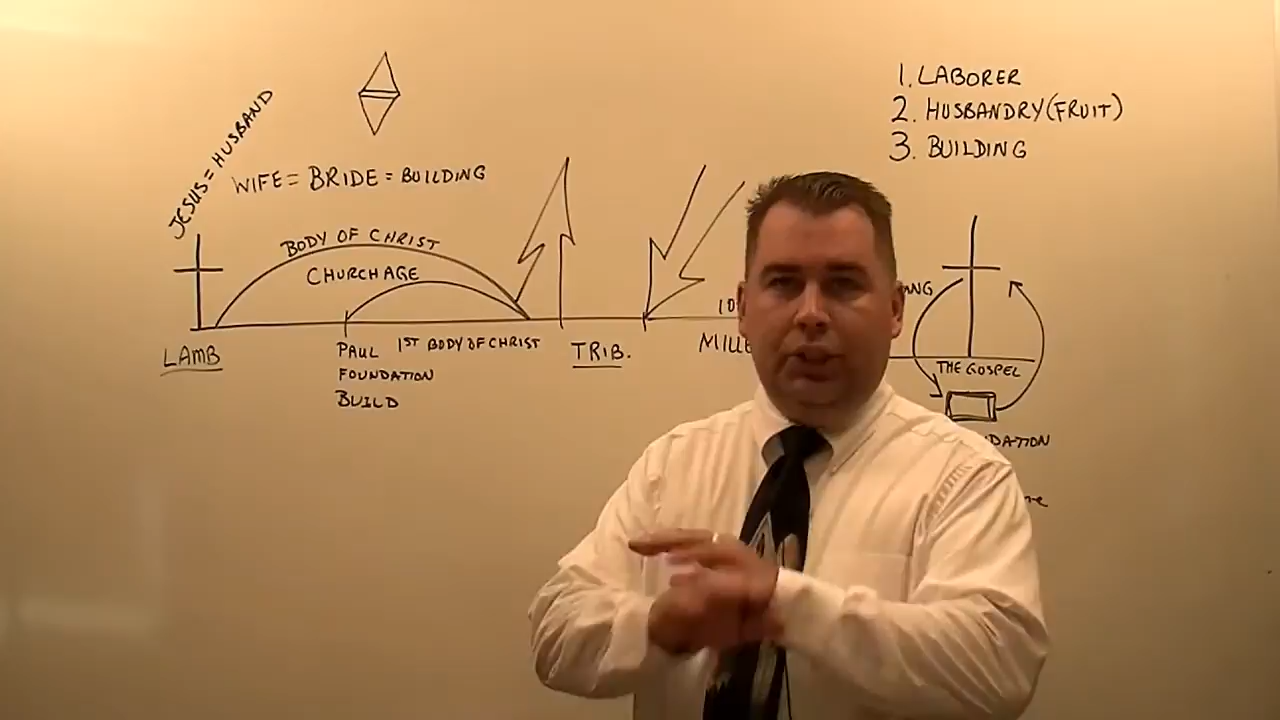 JESUS = HUSBAND
WIFE = BRIDE = BUILDING
BODY OF CHRIST
CHURCH AGE
LAMB
PAUL
FOUNDATION
BUILD
1ST BODY OF CHRIST
TRIB.
1. LABORER
2. HUSBANDRY (FRUIT)
3. BUILDING
THE GOSPEL